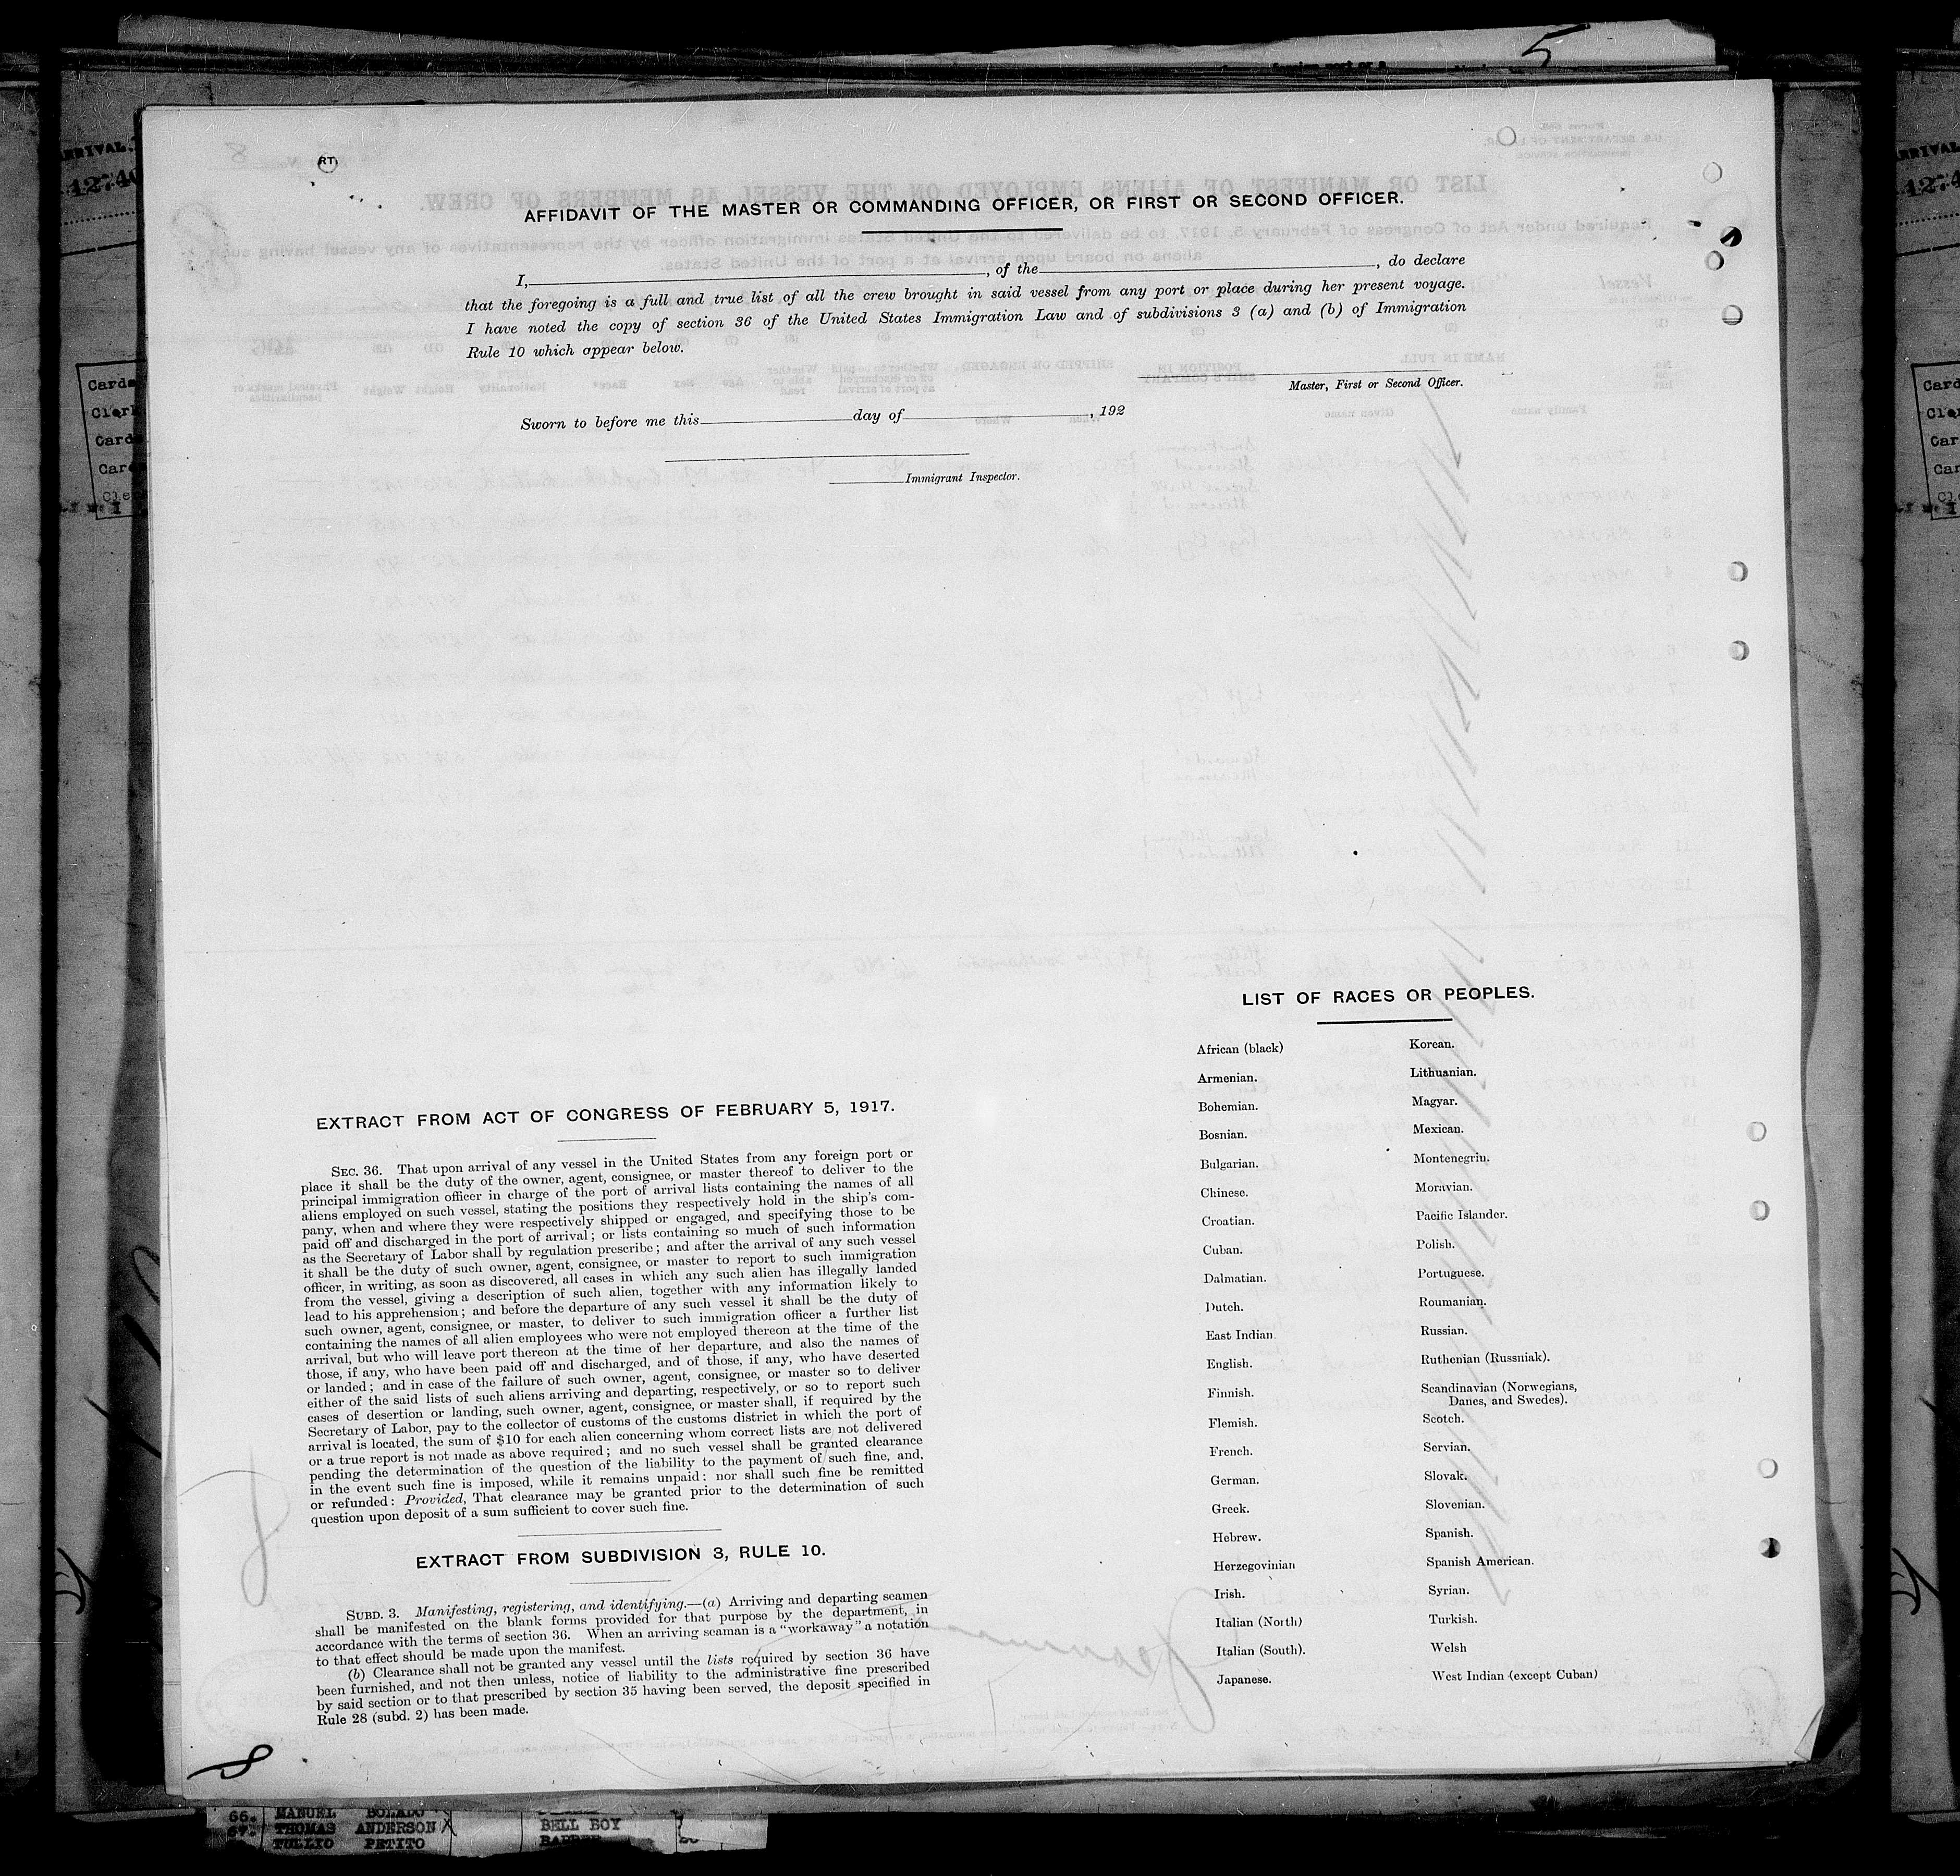 5
RT
AFFIDAVIT OF THE MASTER OR COMMANDING OFFICER, OR FIRST OR SECOND OFFICER.
I, , of the , do declare
that the foregoing is a full and true list of all the crew brought in said vessel from any port or place during her present voyage.
I have noted the copy of section 36 of the United States Immigration Law and of subdivisions 3 (a) and (b) of Immigration
Rule 10 which appear below.
Master, First or Second Officer.
Sworn to before me this day of , 192
Immigrant Inspector.
EXTRACT FROM ACT OF CONGRESS OF FEBRUARY 5, 1917.
SEC. 36. That upon arrival of any vessel in the United States from any foreign port or
place it shall be the duty of the owner, agent, consignee, or master thereof to deliver to the
principal immigration officer in charge of the port of arrival lists containing the names of all
aliens employed on such vessel, stating the positions they respectively hold in the ship's com-
pany, when and where they were respectively shipped or engaged, and specifying those to be
paid off and discharged in the port of arrival; or lists containing so much of such information
as the Secretary of Labor shall by regulation prescribe; and after the arrival of any such vessel
it shall be the duty of such owner, agent, consignee, or master to report to such immigration
officer, in writing, as soon as discovered, all cases in which any such alien has illegally landed
from the vessel, giving a description of such alien, together with any information likely to
lead to his apprehension; and before the departure of any such vessel it shall be the duty of
such owner, agent, consignee, or master, to deliver to such immigration officer a further list
containing the names of all alien employees who were not employed thereon at the time of the
arrival, but who will leave port thereon at the time of her departure, and also the names of
those, if any, who have been paid off and discharged, and of those, if any, who have deserted
or landed; and in case of the failure of such owner, agent, consignee, or master so to deliver
either of the said lists of such aliens arriving and departing, respectively, or so to report such
cases of desertion or landing, such owner, agent, consignee, or master shall, if required by the
Secretary of Labor, pay to the collector of customs of the customs district in which the port of
arrival is located, the sum of $10 for each alien concerning whom correct lists are not delivered
or a true report is not made as above required; and no such vessel shall be granted clearance
pending the determination of the question of the liability to the payment of such fine, and,
in the event such fine is imposed, while it remains unpaid: nor shall such fine be remitted
or refunded: Provided, That clearance may be granted prior to the determination of such
question upon deposit of a sum sufficient to cover such fine.
EXTRACT FROM SUBDIVISION 3, RULE 10.
SUBD. 3. Manifesting, registering, and identifying.—(a) Arriving and departing seamen
shall be manifested on the blank forms provided for that purpose by the department, in
accordance with the terms of section 36. When an arriving seaman is a "workaway" a notation
to that effect should be made upon the manifest.
(b) Clearance shall not be granted any vessel until the lists required by section 36 have
been furnished, and not then unless, notice of liability to the administrative fine prescribed
by said section or to that prescribed by section 35 having been served, the deposit specified in
Rule 28 (subd. 2) has been made.
8
LIST OF RACES OR PEOPLES.
African (black)
Armenian.
Bohemian.
Bosnian.
Bulgarian.
Chinese.
Croatian.
Cuban.
Dalmatian.
Dutch.
East Indian
English.
Finnish.
Flemish.
French.
German.
Greek.
Hebrew.
Herzegovinian
Irish.
Italian (North)
Italian (South).
Japanese.
Korean.
Lithuanian.
Magyar.
Mexican.
Montenegrin.
Moravian.
Pacific Islander.
Polish.
Portuguese.
Roumanian.
Russian.
Ruthenian (Russniak).
Scandinavian (Norwegians,
Danes, and Swedes).
Scotch.
Servian.
Slovak.
Slovenian.
Spanish.
Spanish American.
Syrian.
Turkish.
Welsh
West Indian (except Cuban)
66. MANUEL BOLADO
67. THOMAS ANDERSON X BELL BOY
TULLIO PETITO